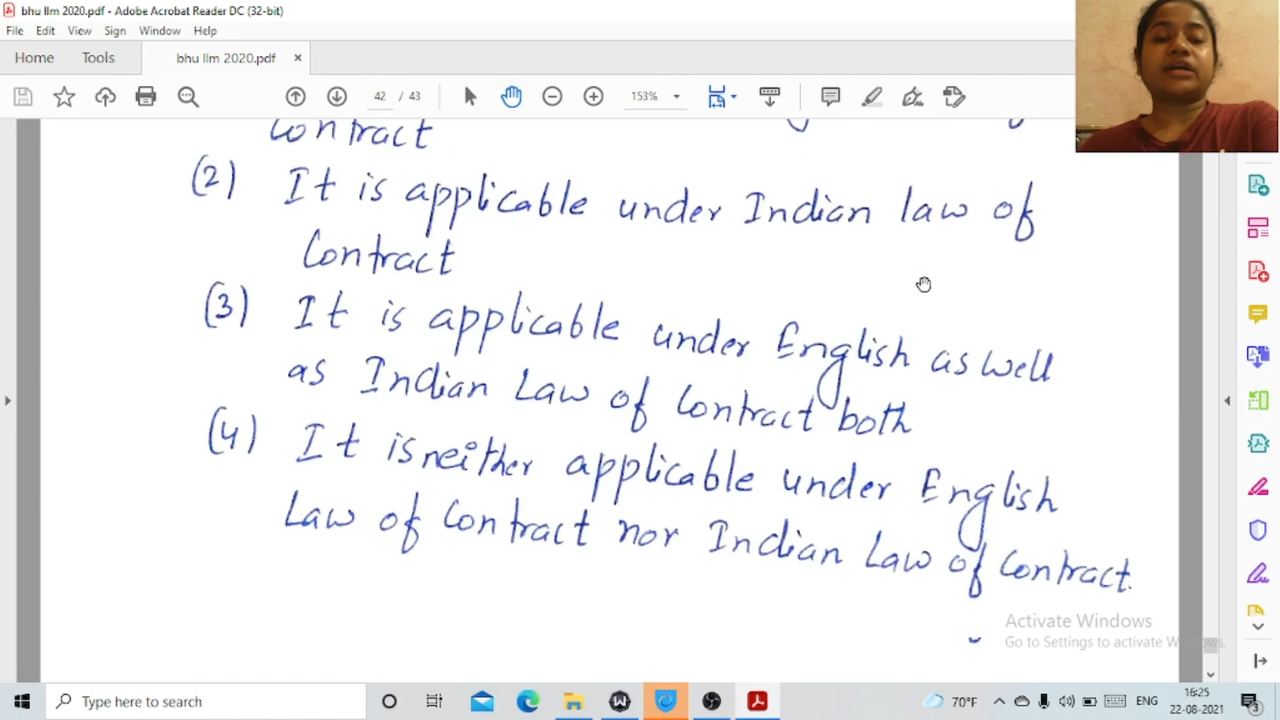 bhu llm 2020.pdf - Adobe Acrobat Reader DC (32-bit)
File Edit View Sign Window Help
Home Tools bhu llm 2020.pdf ×
42 / 43 153%
Contract
(2) It is applicable under Indian law of
Contract
(3) It is applicable under English as well
as Indian Law of Contract both
(4) It is neither applicable under English
Law of Contract nor Indian Law of Contract.
Activate Windows
Go to Settings to activate Windows.
Type here to search
70°F ENG
16:25
22-08-2021
3